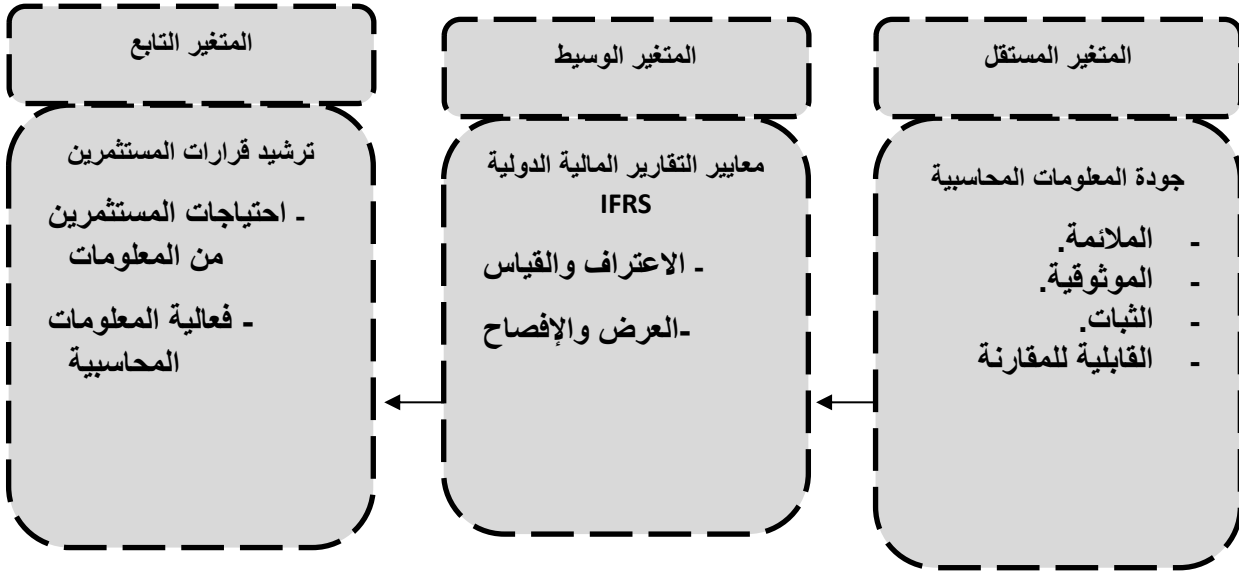 المتغير المستقل
جودة المعلومات المحاسبية
- الملائمة.
- الموثوقية.
- الثبات.
- القابلية للمقارنة
المتغير الوسيط
معايير التقارير المالية الدولية
IFRS
- الاعتراف والقياس
-العرض والإفصاح
المتغير التابع
ترشيد قرارات المستثمرين
- احتياجات المستثمرين
من المعلومات
- فعالية المعلومات
المحاسبية